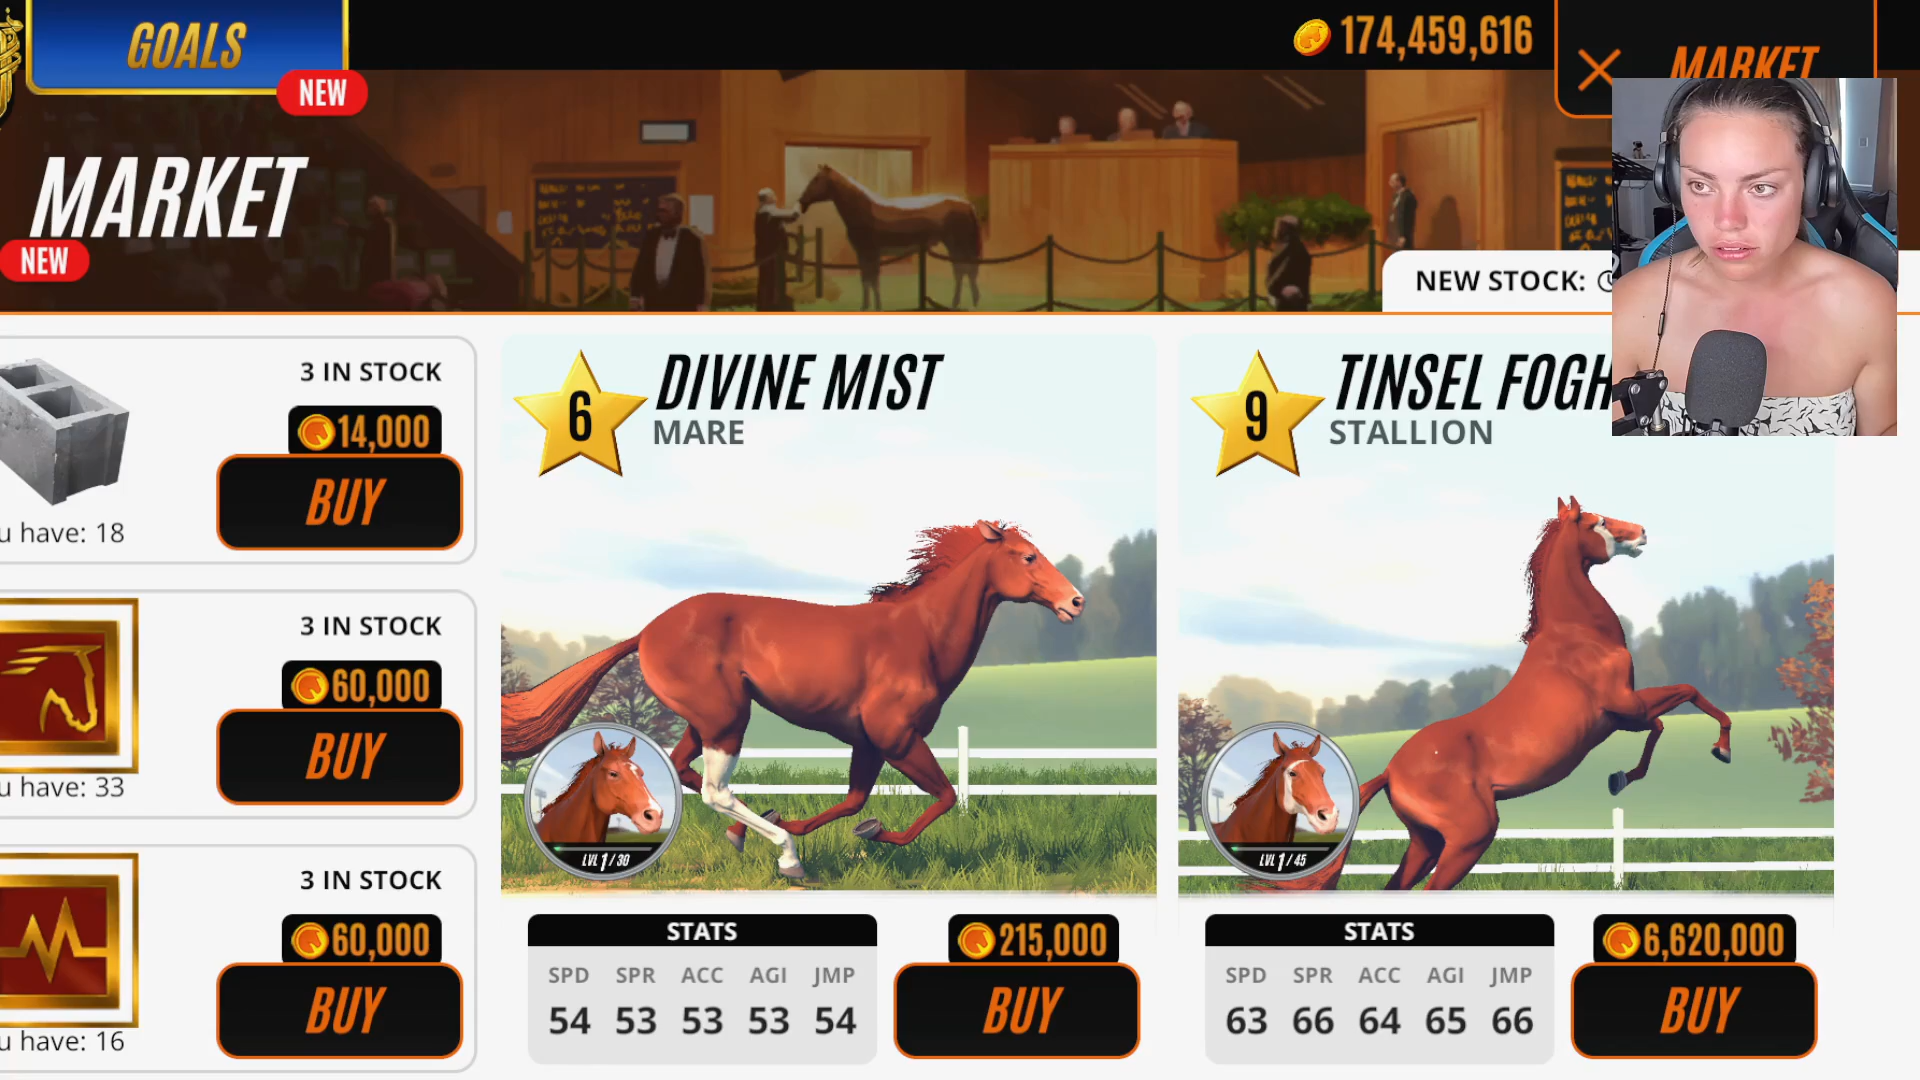 GOALS
NEW
174,459,616
MARKET
MARKET
NEW
NEW STOCK:
3 IN STOCK
14,000
BUY
u have: 18
3 IN STOCK
60,000
BUY
u have: 33
3 IN STOCK
60,000
BUY
u have: 16
6
DIVINE MIST
MARE
LVL 1/30
STATS
SPD SPR ACC AGI JMP
54 53 53 53 54
215,000
BUY
9
TINSEL FOGH
STALLION
LVL 1/45
STATS
SPD SPR ACC AGI JMP
63 66 64 65 66
6,620,000
BUY